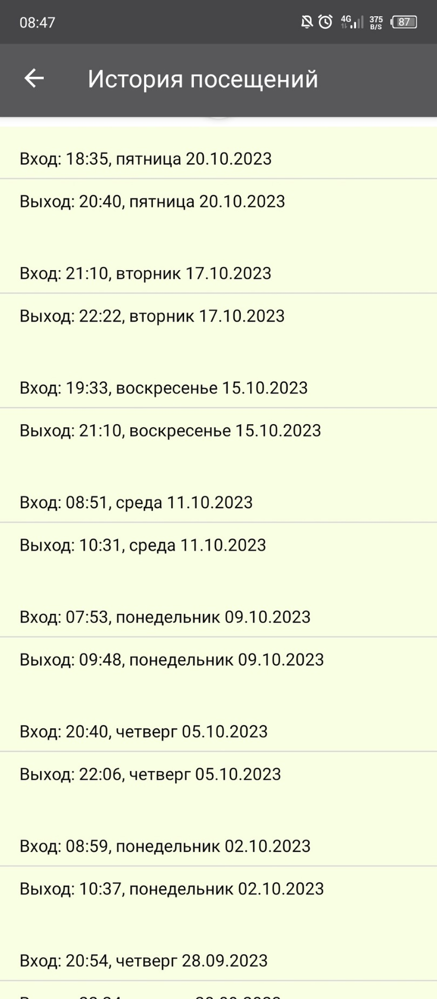 08:47
4G 375 B/S 87
История посещений
Вход: 18:35, пятница 20.10.2023
Выход: 20:40, пятница 20.10.2023
Вход: 21:10, вторник 17.10.2023
Выход: 22:22, вторник 17.10.2023
Вход: 19:33, воскресенье 15.10.2023
Выход: 21:10, воскресенье 15.10.2023
Вход: 08:51, среда 11.10.2023
Выход: 10:31, среда 11.10.2023
Вход: 07:53, понедельник 09.10.2023
Выход: 09:48, понедельник 09.10.2023
Вход: 20:40, четверг 05.10.2023
Выход: 22:06, четверг 05.10.2023
Вход: 08:59, понедельник 02.10.2023
Выход: 10:37, понедельник 02.10.2023
Вход: 20:54, четверг 28.09.2023